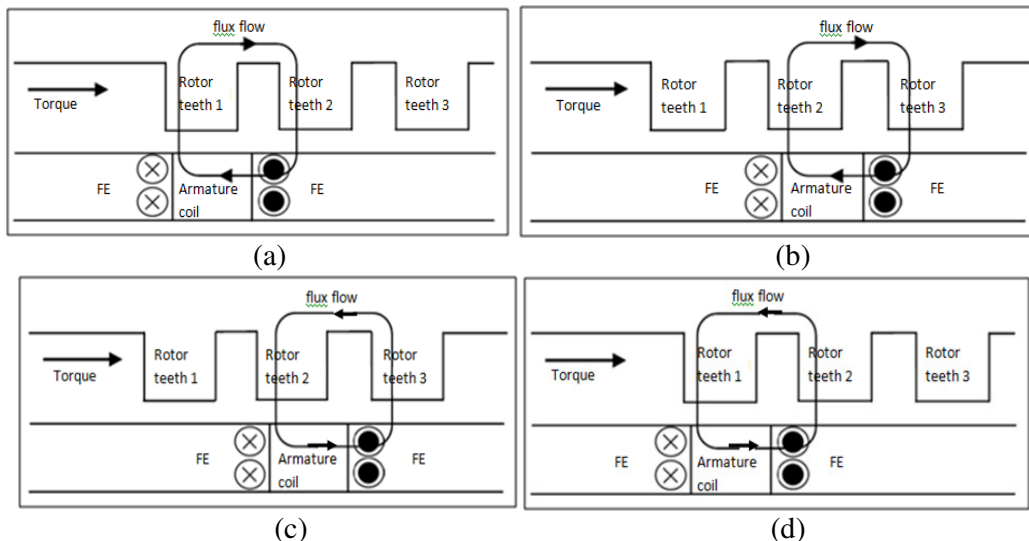 flux flow
Rotor
teeth 1
Rotor
teeth 2
Rotor
teeth 3
Torque
FE
Armature
coil
FE
(a)
flux flow
Rotor
teeth 1
Rotor
teeth 2
Rotor
teeth 3
Torque
FE
Armature
coil
FE
(b)
flux flow
Rotor
teeth 1
Rotor
teeth 2
Rotor
teeth 3
Torque
FE
Armature
coil
FE
(c)
flux flow
Rotor
teeth 1
Rotor
teeth 2
Rotor
teeth 3
Torque
FE
Armature
coil
FE
(d)